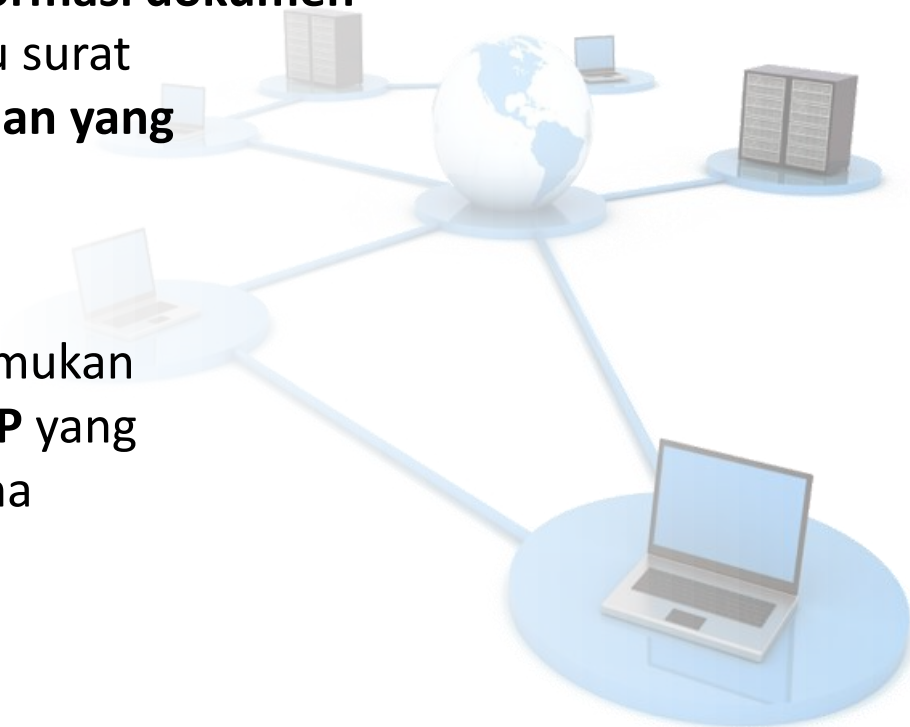 ormasi dokumen
u surat
an yang
mukan
P yang
na